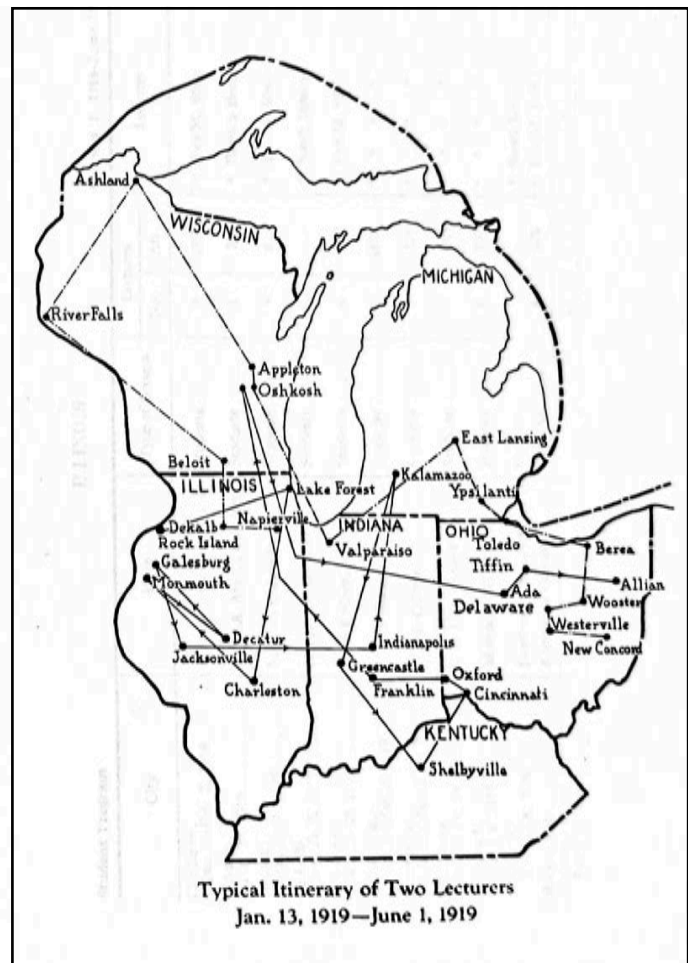 Ashland
WISCONSIN
MICHIGAN
River Falls
Appleton
Oshkosh
East Lansing
Beloit
Kalamazoo
ILLINOIS
Lake Forest
Ypsilanti
Dekalb
Napierville
INDIANA
OHIO
Rock Island
Valparaiso
Toledo
Berea
Galesburg
Tiffin
Monmouth
Allian
Ada
Delaware
Wooster
Westerville
Decatur
Indianapolis
New Concord
Jacksonville
Greencastle
Oxford
Charleston
Franklin
Cincinnati
KENTUCKY
Shelbyville
Typical Itinerary of Two Lecturers
Jan. 13, 1919—June 1, 1919